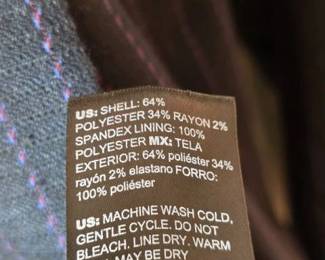 US: SHELL: 64%
POLYESTER 34% RAYON 2%
SPANDEX LINING: 100%
POLYESTER MX: TELA
EXTERIOR: 64% poliéster 34%
rayón 2% elastano FORRO:
100% poliéster
US: MACHINE WASH COLD,
GENTLE CYCLE. DO NOT
BLEACH. LINE DRY. WARM
MAY BE DRY